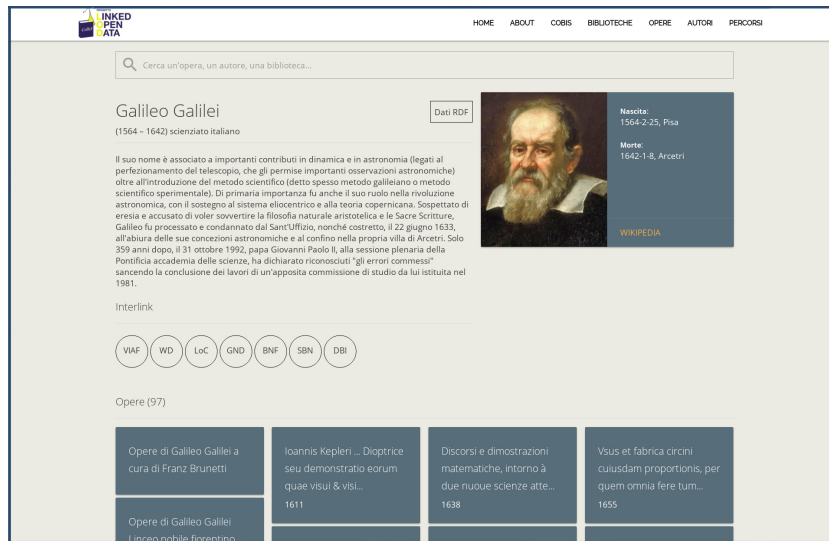 PROGETTO
LINKED
OPEN
DATA
CoBiS
HOME ABOUT COBIS BIBLIOTECHE OPERE AUTORI PERCORSI
Cerca un'opera, un autore, una biblioteca...
Galileo Galilei
Dati RDF
(1564 – 1642) scienziato italiano
Il suo nome è associato a importanti contributi in dinamica e in astronomia (legati al
perfezionamento del telescopio, che gli permise importanti osservazioni astronomiche)
oltre all'introduzione del metodo scientifico (detto spesso metodo galileiano o metodo
scientifico sperimentale). Di primaria importanza fu anche il suo ruolo nella rivoluzione
astronomica, con il sostegno al sistema eliocentrico e alla teoria copernicana. Sospettato di
eresia e accusato di voler sovvertire la filosofia naturale aristotelica e le Sacre Scritture,
Galileo fu processato e condannato dal Sant'Uffizio, nonché costretto, il 22 giugno 1633,
all'abiura delle sue concezioni astronomiche e al confino nella propria villa di Arcetri. Solo
359 anni dopo, il 31 ottobre 1992, papa Giovanni Paolo II, alla sessione plenaria della
Pontificia accademia delle scienze, ha dichiarato riconosciuti "gli errori commessi"
sancendo la conclusione dei lavori di un'apposita commissione di studio da lui istituita nel
1981.
Nascita:
1564-2-25, Pisa
Morte:
1642-1-8, Arcetri
WIKIPEDIA
Interlink
VIAF WD LoC GND BNF SBN DBI
Opere (97)
Opere di Galileo Galilei a
cura di Franz Brunetti
Ioannis Kepleri ... Dioptrice
seu demonstratio eorum
quae visui & visi...
1611
Discorsi e dimostrazioni
matematiche, intorno à
due nuoue scienze atte...
1638
Vsus et fabrica circini
cuiusdam proportionis, per
quem omnia fere tum...
1655
Opere di Galileo Galilei
Linceo nobile fiorentino